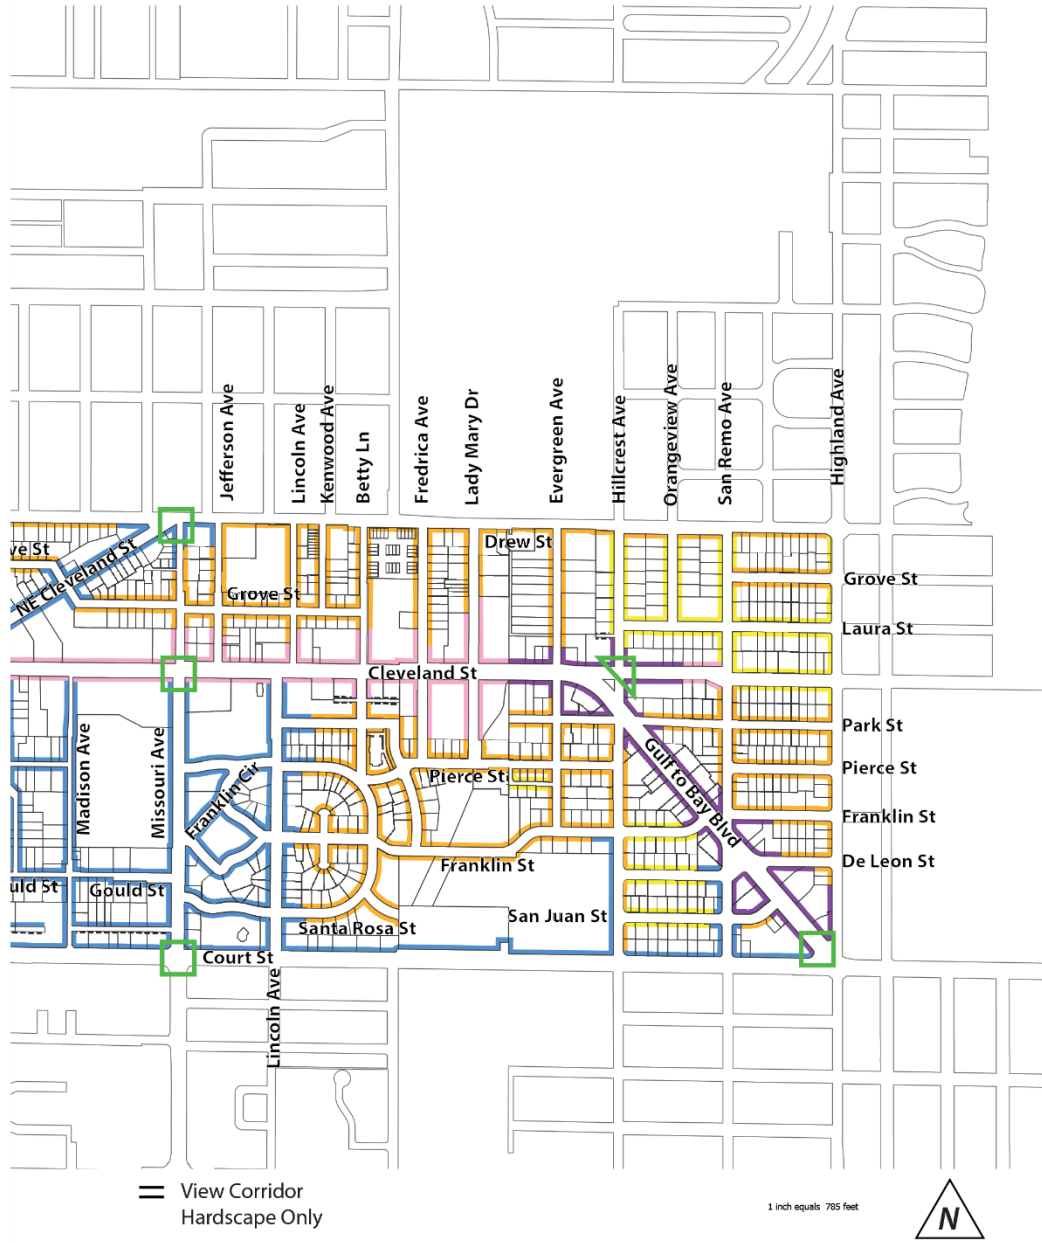 Jefferson Ave
Lincoln Ave
Kenwood Ave
Betty Ln
Fredrica Ave
Lady Mary Dr
Evergreen Ave
Hillcrest Ave
Orangeview Ave
San Remo Ave
Highland Ave
ve St
NE Cleveland St
Drew St
Grove St
Grove St
Laura St
Cleveland St
Park St
Madison Ave
Missouri Ave
Franklin Cir
Pierce St
Gulf to Bay Blvd
Pierce St
Franklin St
Franklin St
De Leon St
uld St
Gould St
Santa Rosa St
San Juan St
Court St
Lincoln Ave
View Corridor
Hardscape Only
1 inch equals 785 feet
N